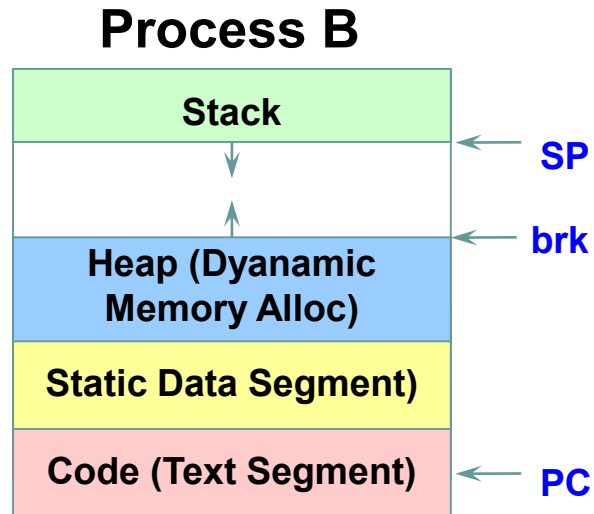 Process B
Stack
SP
brk
Heap (Dyanamic
Memory Alloc)
Static Data Segment)
Code (Text Segment)
PC